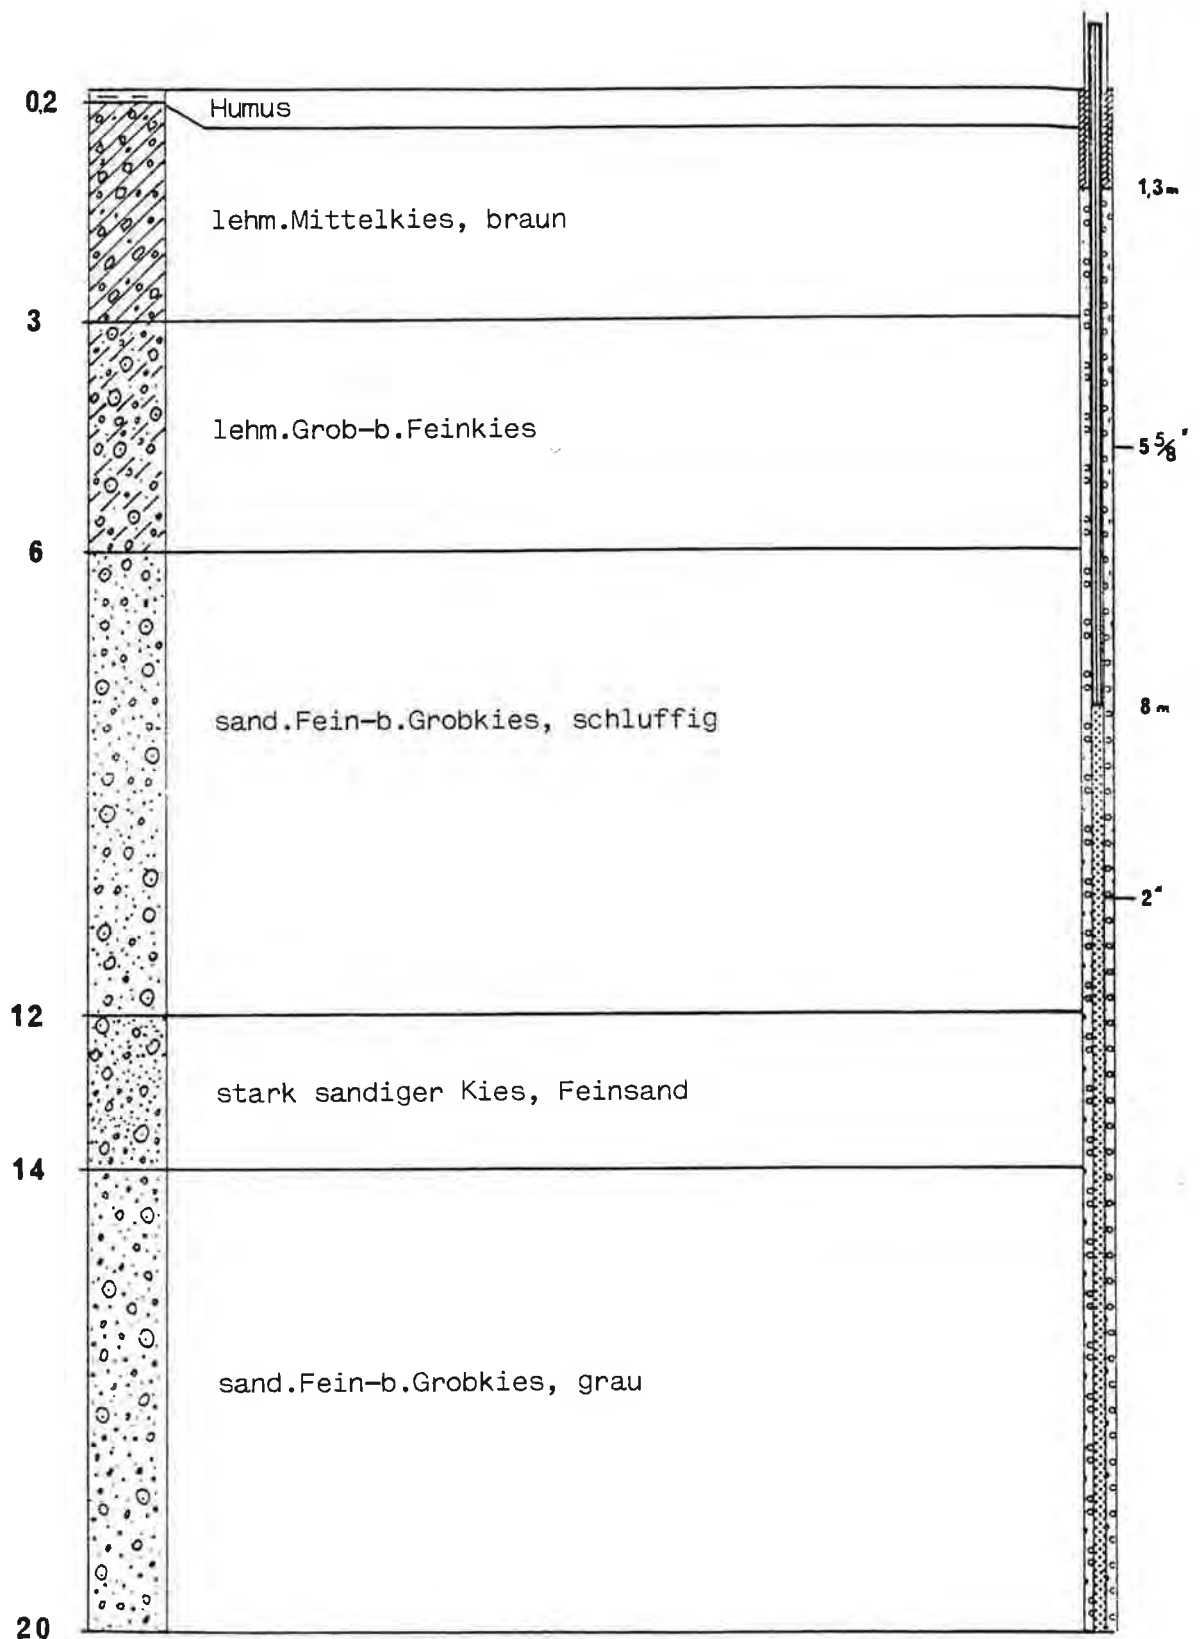 0,2
Humus
1,3 m
lehm.Mittelkies, braun
3
lehm.Grob-b.Feinkies
5 5/8"
6
sand.Fein-b.Grobkies, schluffig
8 m
2"
12
stark sandiger Kies, Feinsand
14
sand.Fein-b.Grobkies, grau
20